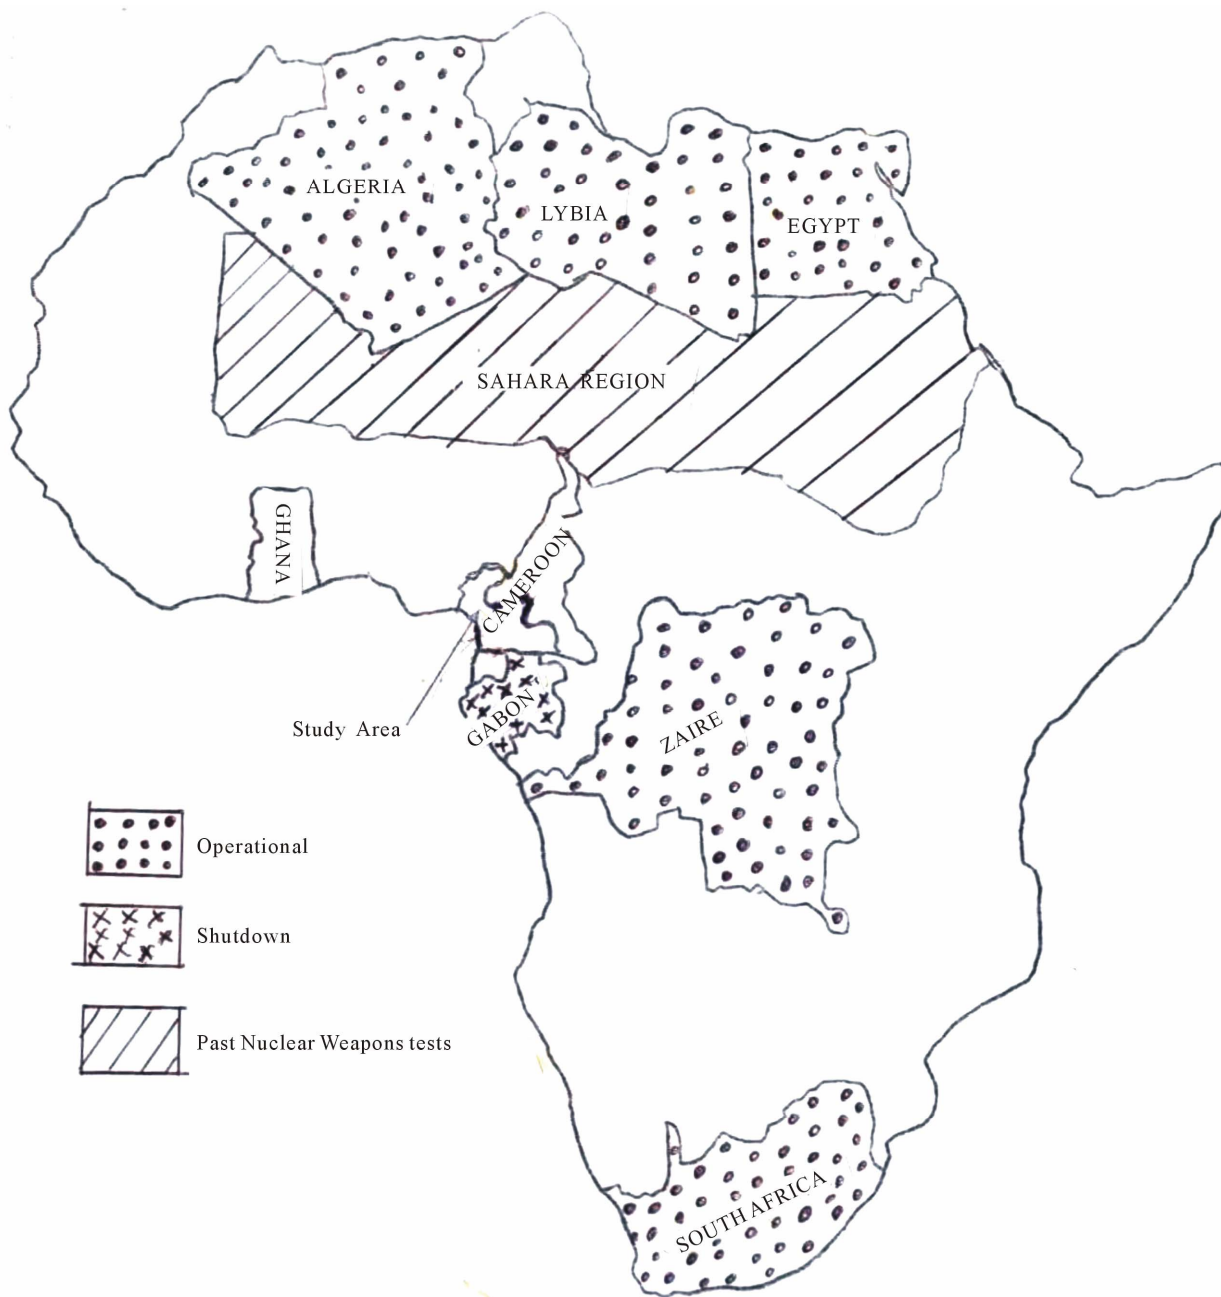 ALGERIA
LYBIA
EGYPT
SAHARA REGION
GHANA
CAMEROON
Study Area
GABON
ZAIRE
Operational
Shutdown
Past Nuclear Weapons tests
SOUTH AFRICA